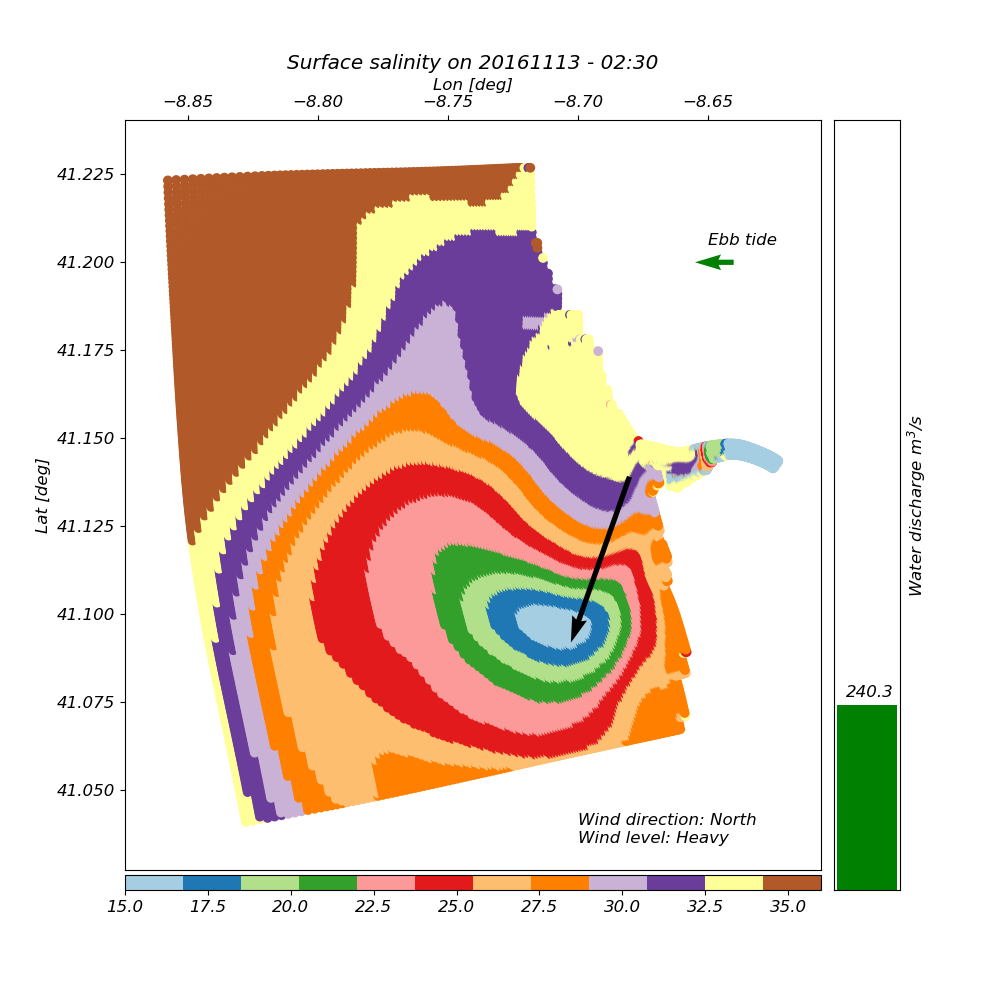 Surface salinity on 20161113 - 02:30
Lon [deg]
−8.85 −8.80 −8.75 −8.70 −8.65
41.225
41.200
41.175
41.150
41.125
41.100
41.075
41.050
Lat [deg]
Ebb tide
Wind direction: North
Wind level: Heavy
15.0 17.5 20.0 22.5 25.0 27.5 30.0 32.5 35.0
240.3
Water discharge m³/s